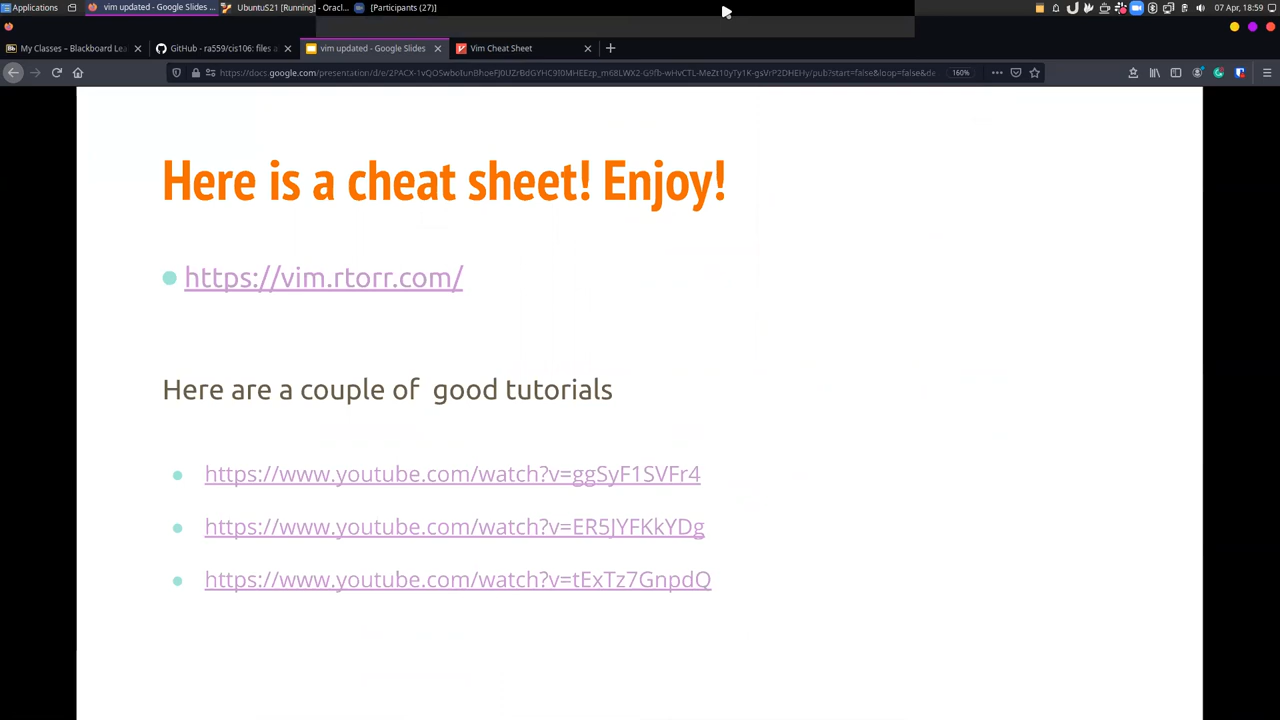 Applications
vim updated - Google Slides ...
UbuntuS21 [Running] - Oracl...
[Participants (27)]
07 Apr, 18:59
My Classes – Blackboard Lea
GitHub - ra559/cis106: files a
vim updated - Google Slides
Vim Cheat Sheet
160%
Here is a cheat sheet! Enjoy!
https://vim.rtorr.com/
Here are a couple of good tutorials
https://www.youtube.com/watch?v=ggSyF1SVFr4
https://www.youtube.com/watch?v=ER5JYFKkYDg
https://www.youtube.com/watch?v=tExTz7GnpdQ